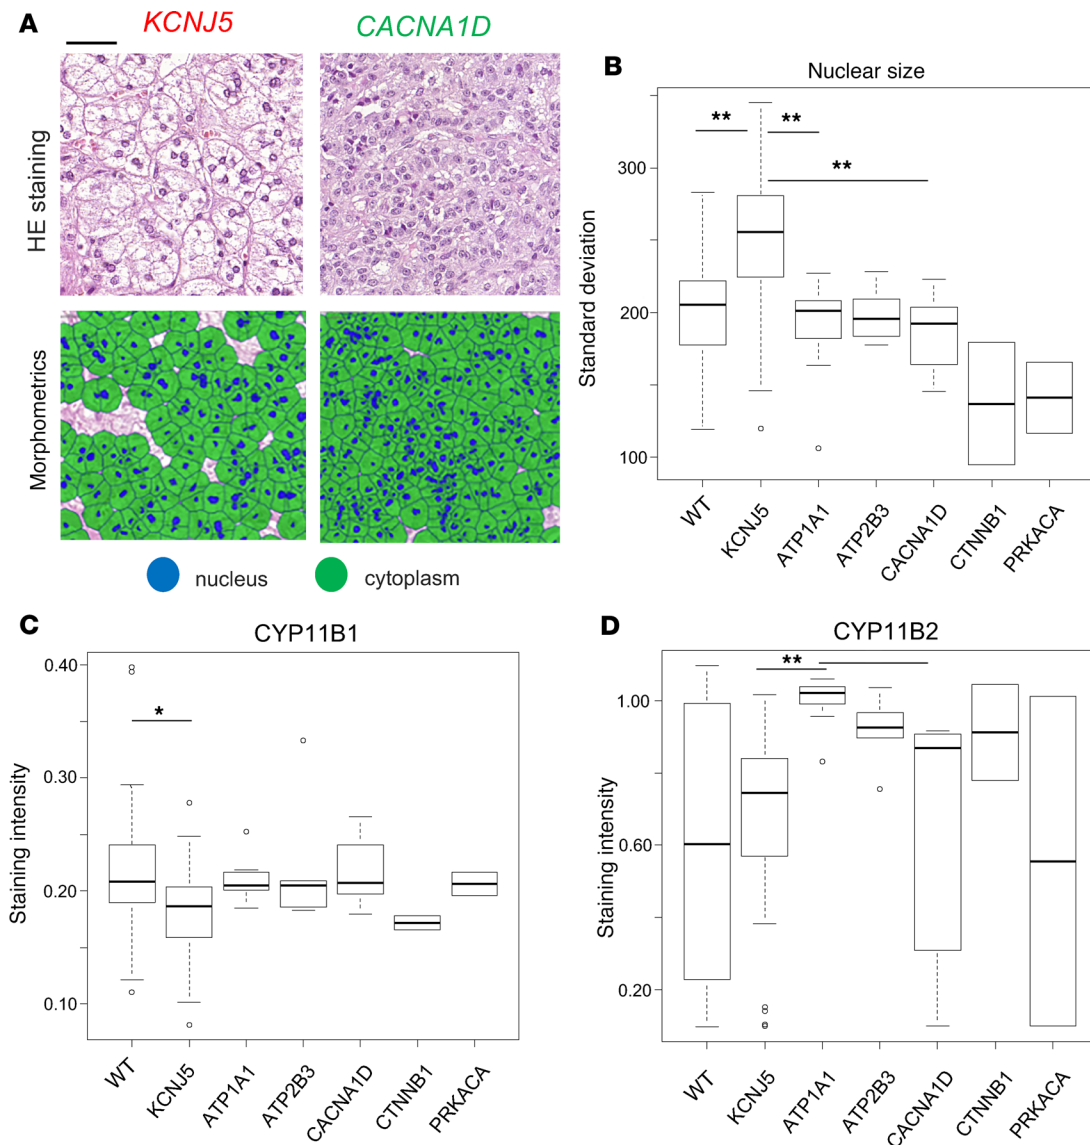 A
KCNJ5
CACNA1D
HE staining
Morphometrics
nucleus
cytoplasm
B
Nuclear size
**
**
**
Standard deviation
300
200
100
WT
KCNJ5
ATP1A1
ATP2B3
CACNA1D
CTNNB1
PRKACA
C
CYP11B1
*
Staining intensity
0.40
0.30
0.20
0.10
WT
KCNJ5
ATP1A1
ATP2B3
CACNA1D
CTNNB1
PRKACA
D
CYP11B2
**
Staining intensity
1.00
0.60
0.20
WT
KCNJ5
ATP1A1
ATP2B3
CACNA1D
CTNNB1
PRKACA